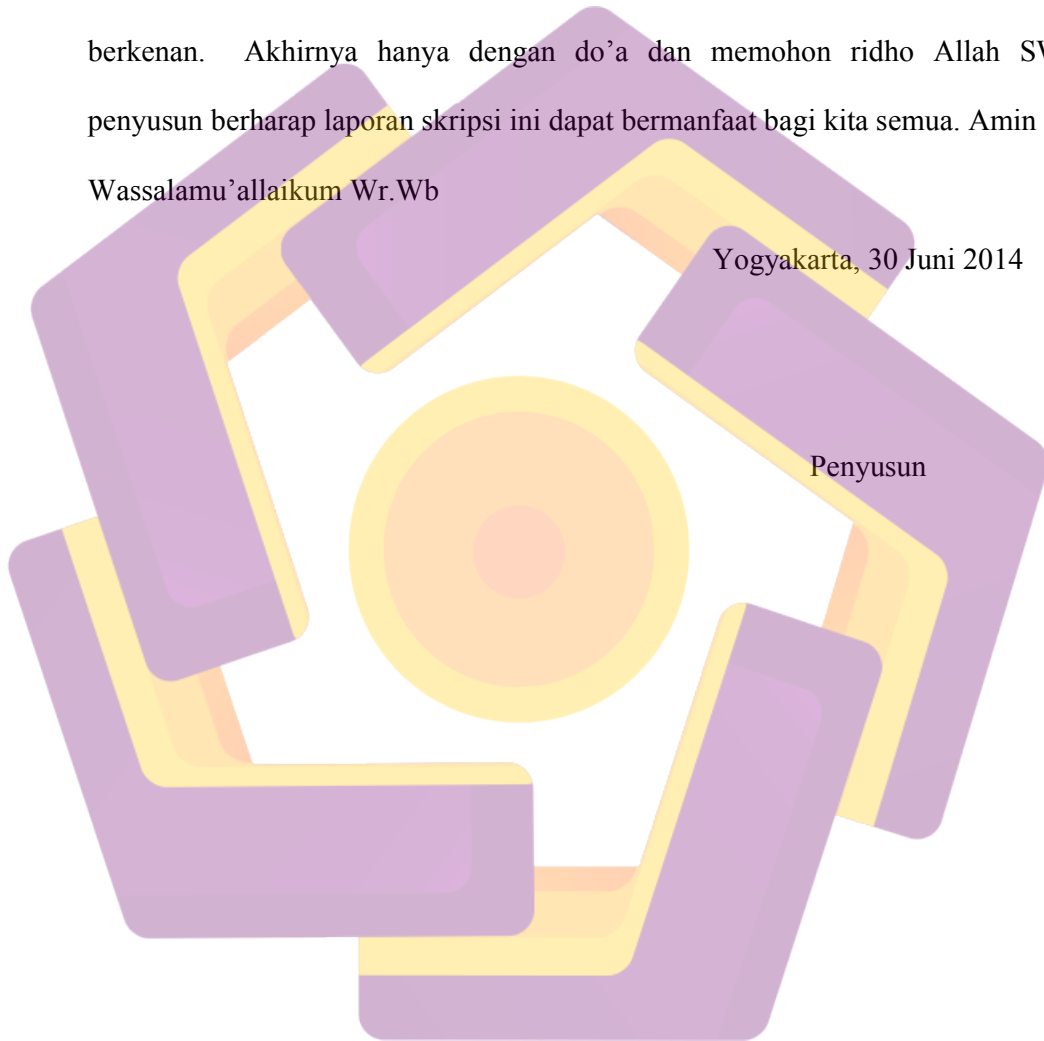 berkenan. Akhirnya hanya dengan do’a dan memohon ridho Allah
penyusun berharap laporan skripsi ini dapat bermanfaat bagi kita semua. Amin
Wassalamu’allaikum Wr.Wb
Yogyakarta, 30 Juni 2014
Penyusun